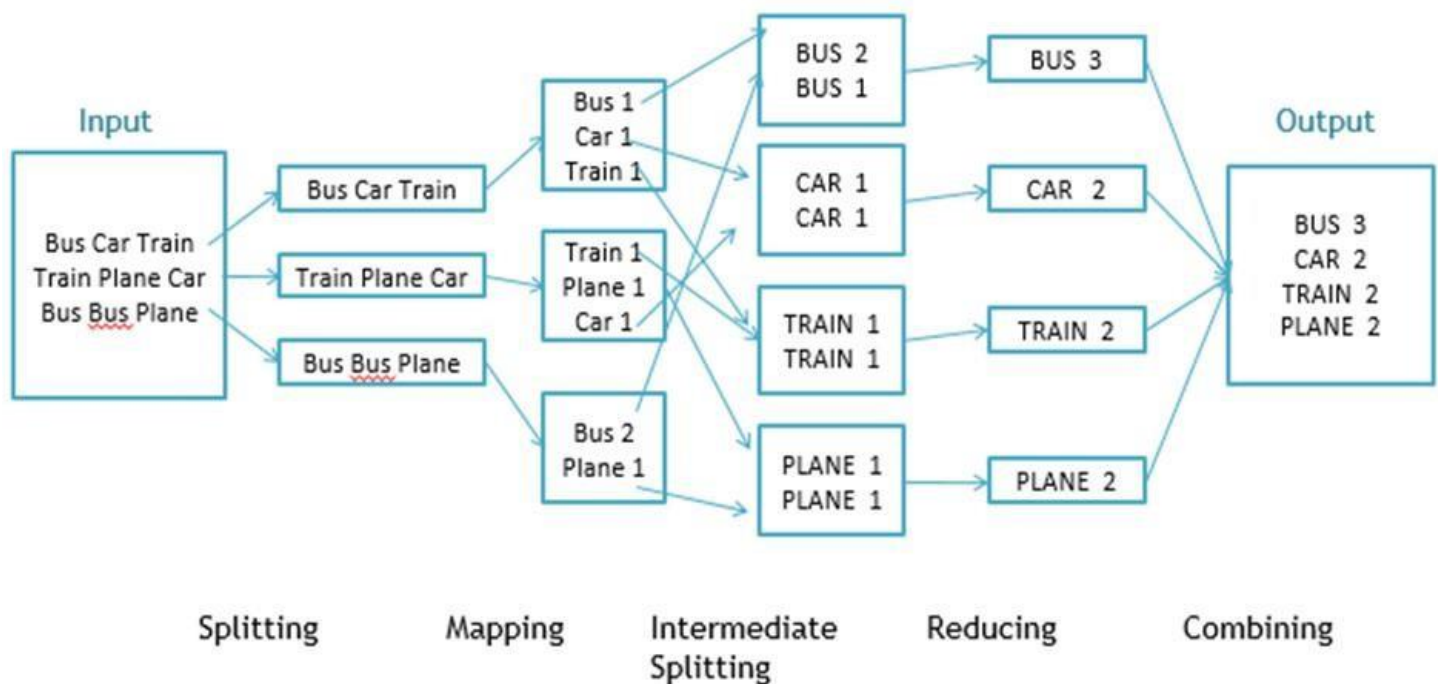 Input
Bus Car Train
Train Plane Car
Bus Bus Plane
Bus Car Train
Train Plane Car
Bus Bus Plane
Bus 1
Car 1
Train 1
Train 1
Plane 1
Car 1
Bus 2
Plane 1
BUS 2
BUS 1
CAR 1
CAR 1
TRAIN 1
TRAIN 1
PLANE 1
PLANE 1
BUS 3
CAR 2
TRAIN 2
PLANE 2
Output
BUS 3
CAR 2
TRAIN 2
PLANE 2
Splitting
Mapping
Intermediate
Splitting
Reducing
Combining